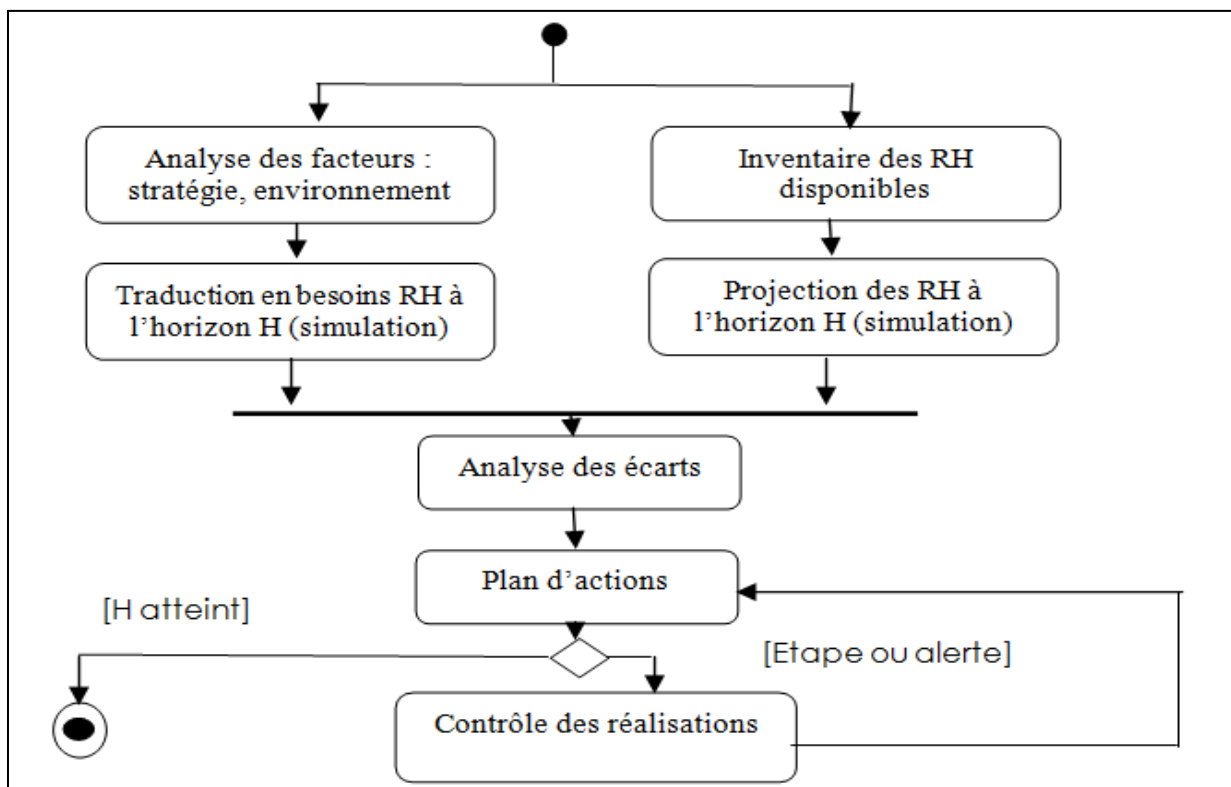 Analyse des facteurs :
stratégie, environnement
Inventaire des RH
disponibles
Traduction en besoins RH à
l’horizon H (simulation)
Projection des RH à
l’horizon H (simulation)
Analyse des écarts
Plan d’actions
[H atteint]
[Etape ou alerte]
Contrôle des réalisations